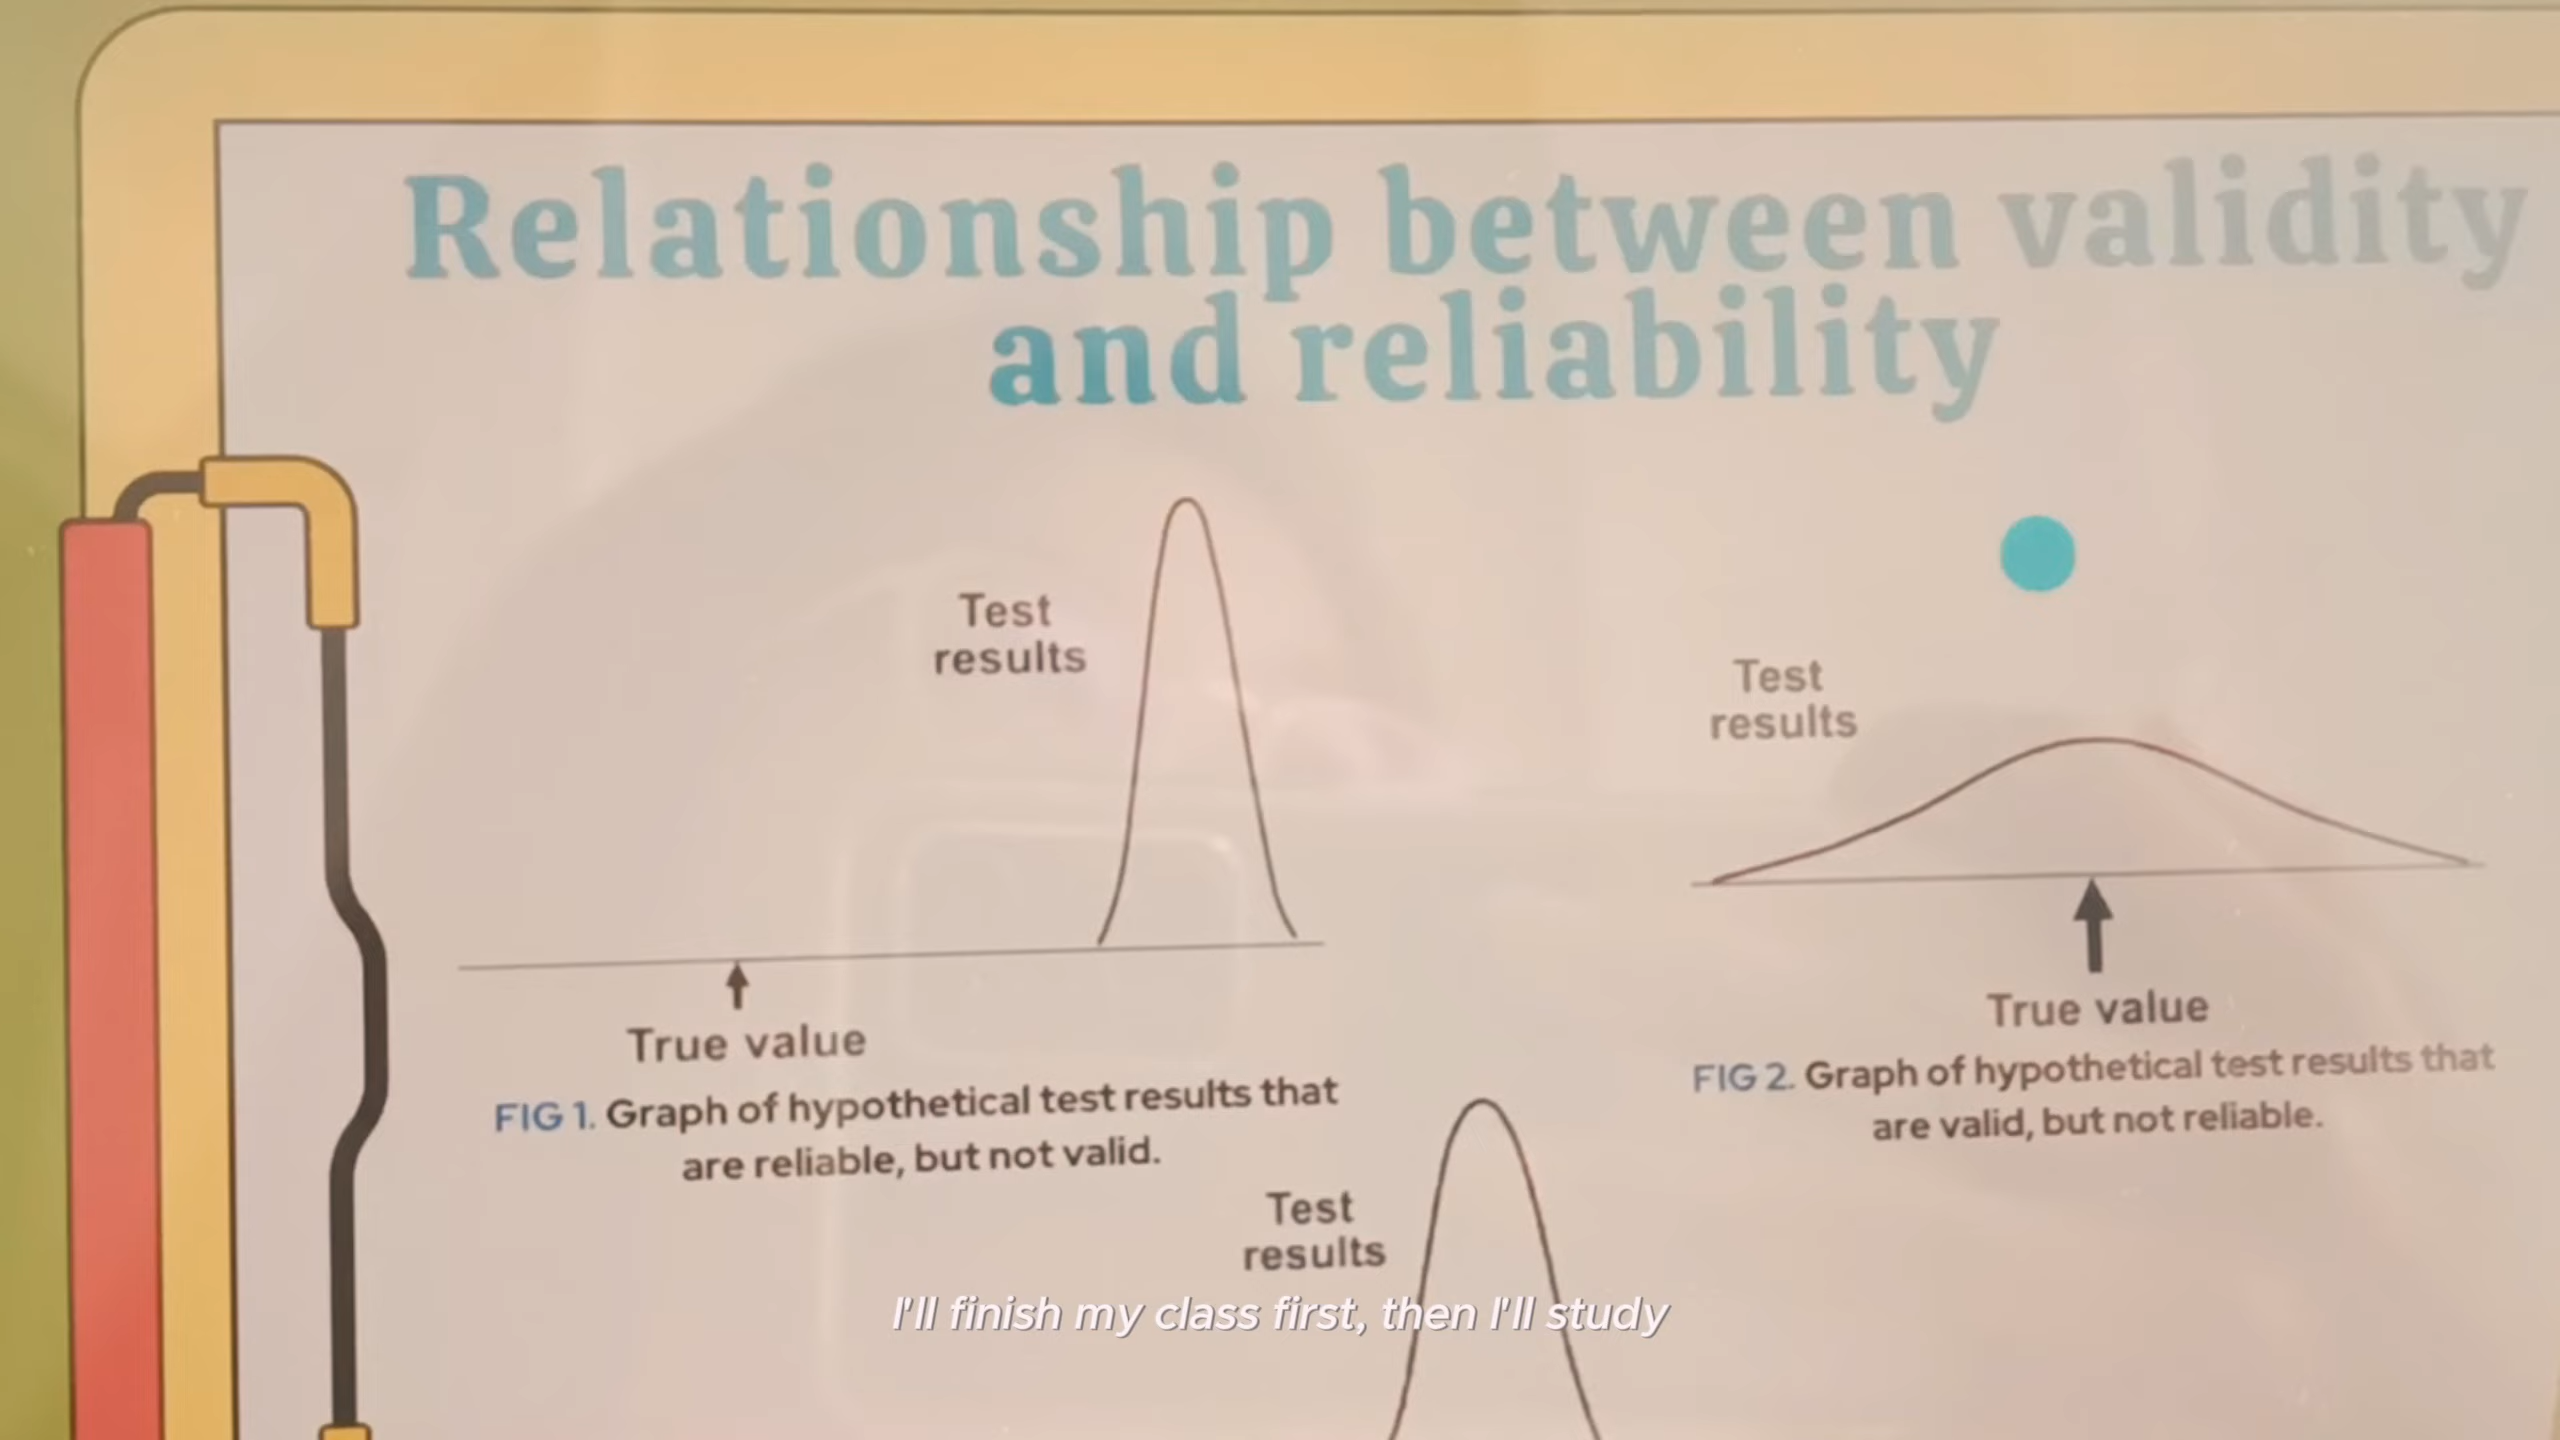 Relationship between validity
and reliability
Test
results
True value
FIG 1. Graph of hypothetical test results that
are reliable, but not valid.
Test
results
True value
FIG 2. Graph of hypothetical test results that
are valid, but not reliable.
Test
results
I'll finish my class first, then I'll study